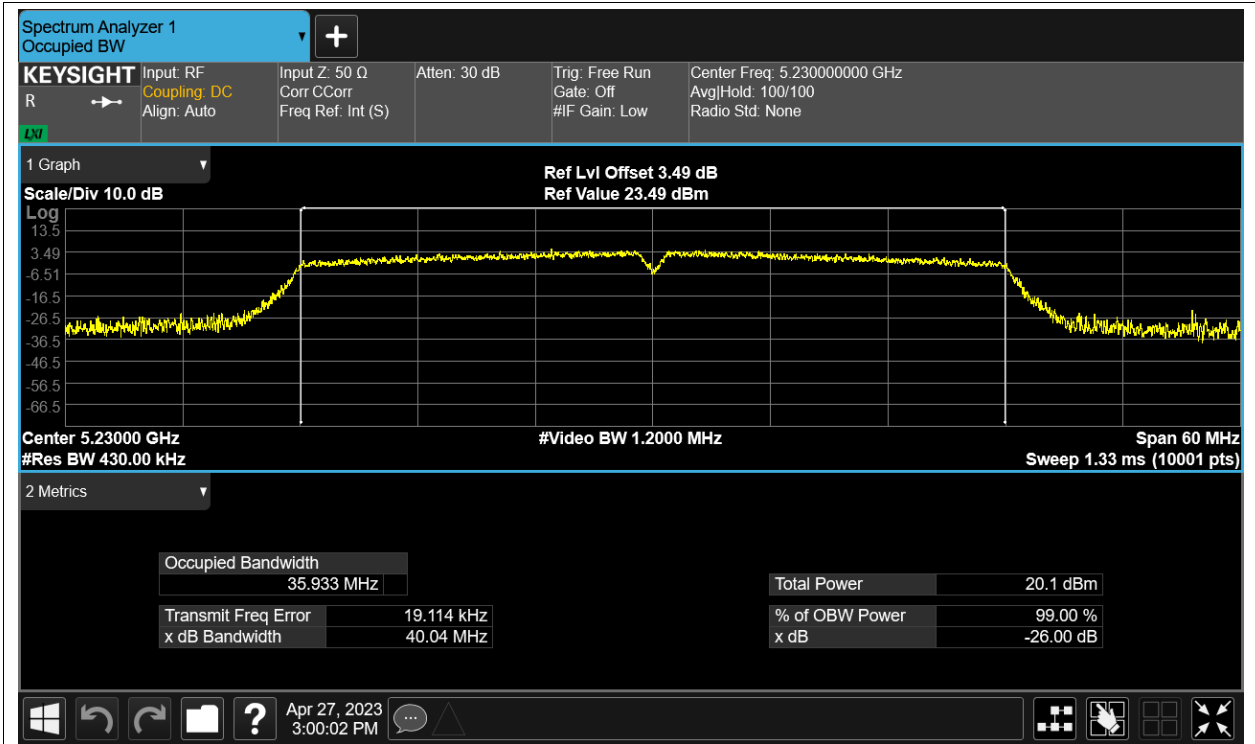 Spectrum Analyzer 1
Occupied BW
KEYSIGHT
R
LXI
Input: RF
Coupling: DC
Align: Auto
Input Z: 50 Ω
Corr CCorr
Freq Ref: Int (S)
Atten: 30 dB
Trig: Free Run
Gate: Off
#IF Gain: Low
Center Freq: 5.230000000 GHz
Avg|Hold: 100/100
Radio Std: None
1 Graph
Scale/Div 10.0 dB
Ref Lvl Offset 3.49 dB
Ref Value 23.49 dBm
Log
13.5
3.49
-6.51
-16.5
-26.5
-36.5
-46.5
-56.5
-66.5
Center 5.23000 GHz
#Res BW 430.00 kHz
#Video BW 1.2000 MHz
Span 60 MHz
Sweep 1.33 ms (10001 pts)
2 Metrics
Occupied Bandwidth
35.933 MHz
Transmit Freq Error 19.114 kHz
x dB Bandwidth 40.04 MHz
Total Power 20.1 dBm
% of OBW Power 99.00 %
x dB -26.00 dB
?
Apr 27, 2023
3:00:02 PM